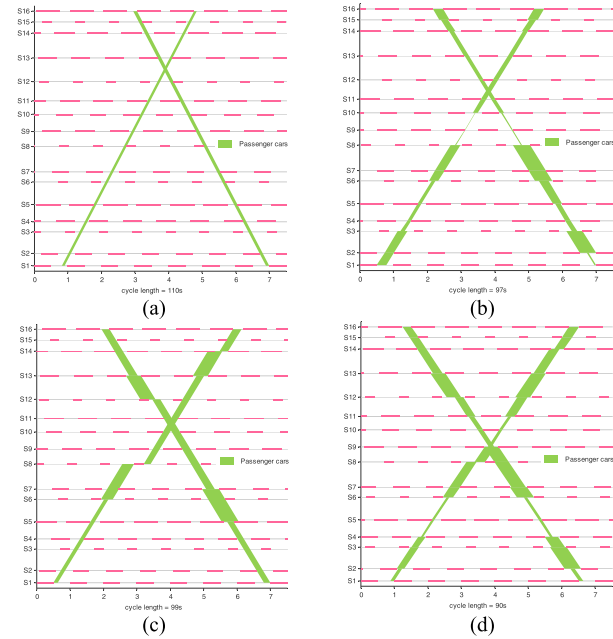 S16
S15
S14
S13
S12
S11
S10
S9
S8
S7
S6
S5
S4
S3
S2
S1
Passenger cars
0 1 2 3 4 5 6 7
cycle length = 110s
(a)
S16
S15
S14
S13
S12
S11
S10
S9
S8
S7
S6
S5
S4
S3
S2
S1
Passenger cars
0 1 2 3 4 5 6 7
cycle length = 97s
(b)
S16
S15
S14
S13
S12
S11
S10
S9
S8
S7
S6
S5
S4
S3
S2
S1
Passenger cars
0 1 2 3 4 5 6 7
cycle length = 99s
(c)
S16
S15
S14
S13
S12
S11
S10
S9
S8
S7
S6
S5
S4
S3
S2
S1
Passenger cars
0 1 2 3 4 5 6 7
cycle length = 90s
(d)